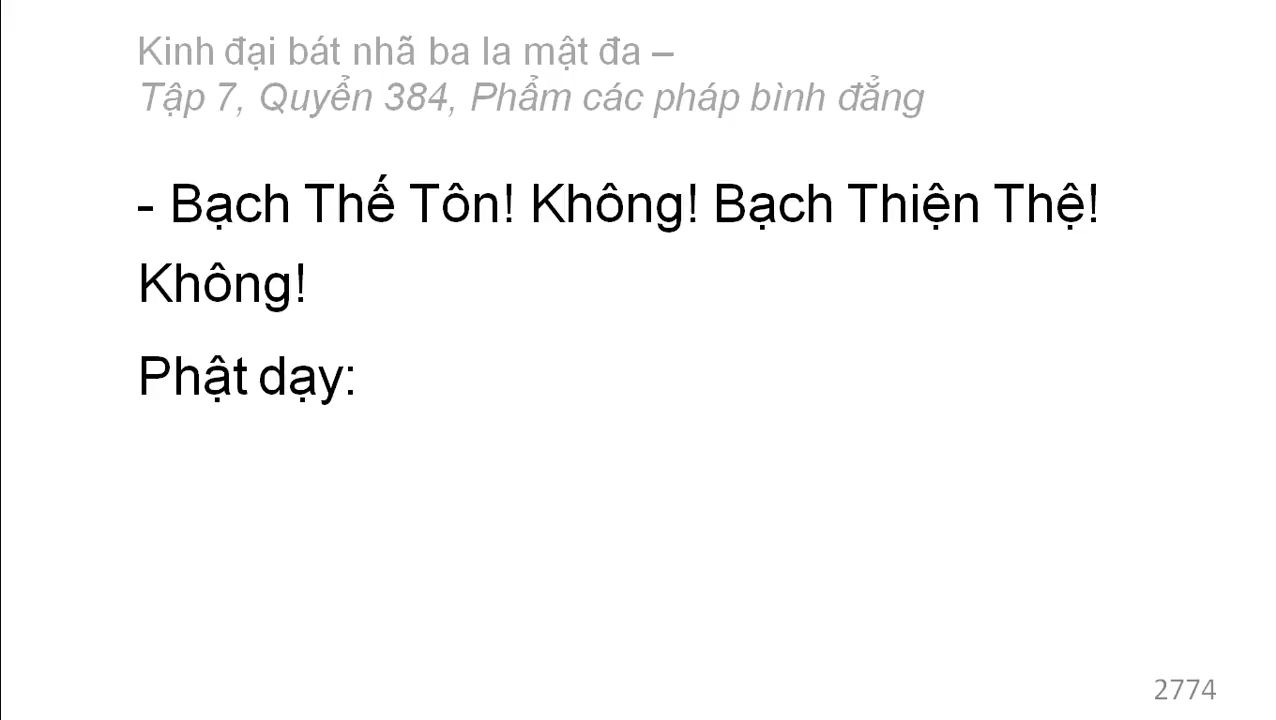 Kinh đại bát nhã ba la mật đa –
Tập 7, Quyển 384, Phẩm các pháp bình đẳng
- Bạch Thế Tôn! Không! Bạch Thiện Thệ!
Không!
Phật dạy:
2774